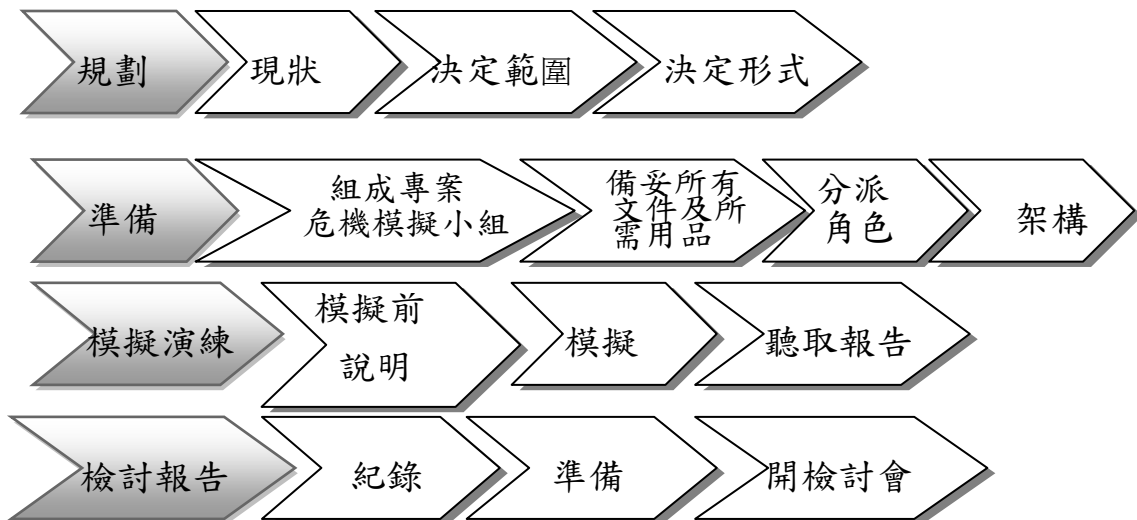 規劃
現狀
決定範圍
決定形式
準備
組成專案
危機模擬小組
備妥所有
文件及所
需用品
分派
角色
架構
模擬演練
模擬前
說明
模擬
聽取報告
檢討報告
紀錄
準備
開檢討會